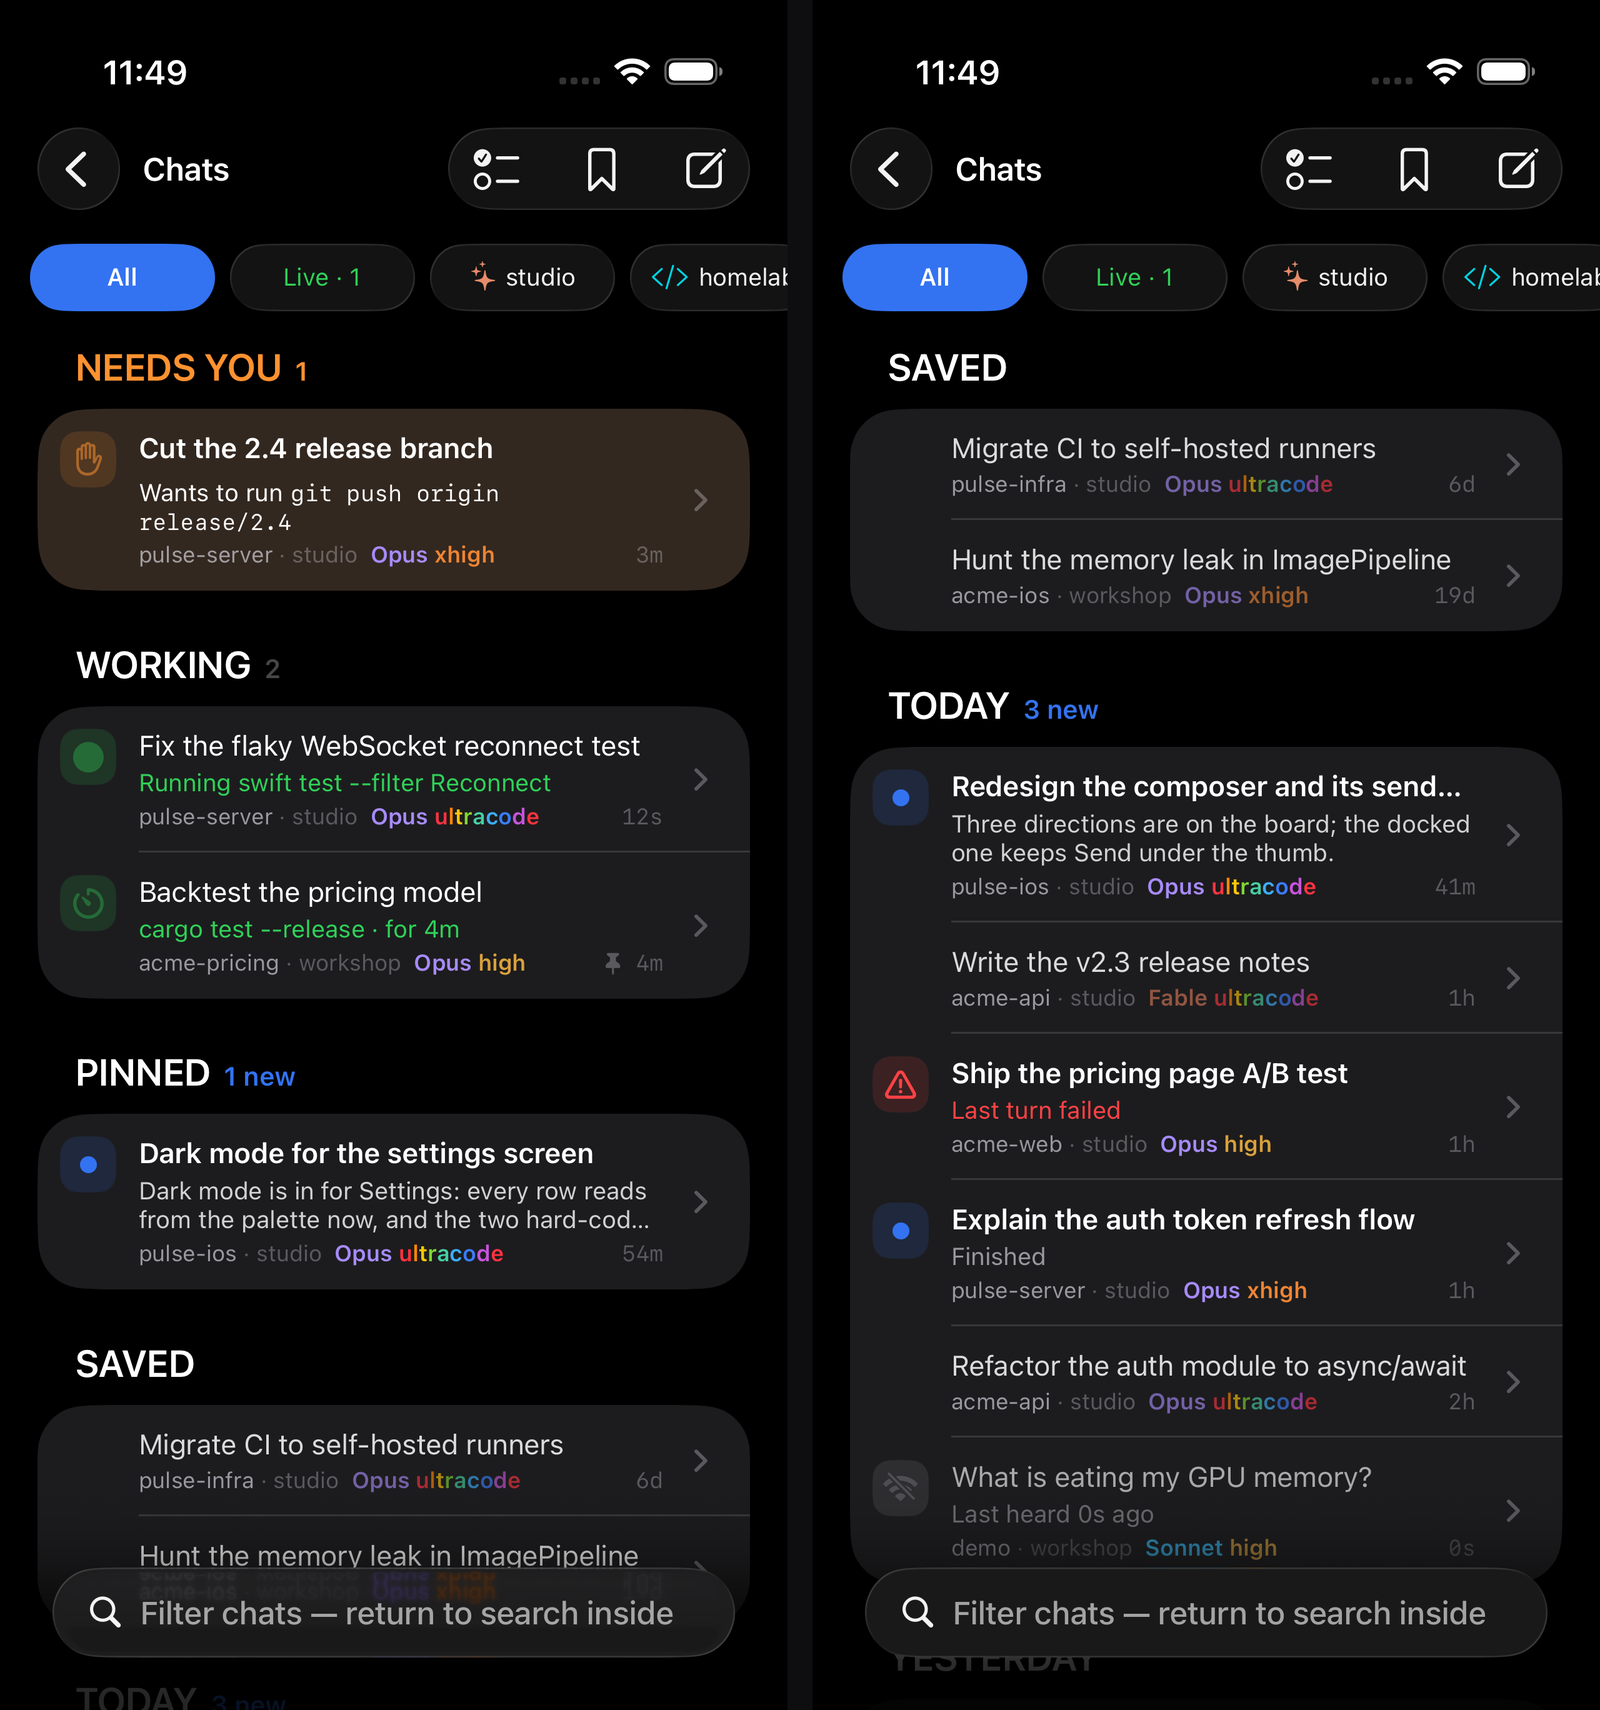 11:49
Chats
All
Live · 1
studio
homelab
NEEDS YOU 1
Cut the 2.4 release branch
Wants to run git push origin
release/2.4
pulse-server · studio Opus xhigh 3m
WORKING 2
Fix the flaky WebSocket reconnect test
Running swift test --filter Reconnect
pulse-server · studio Opus ultracode 12s
Backtest the pricing model
cargo test --release · for 4m
acme-pricing · workshop Opus high 4m
PINNED 1 new
Dark mode for the settings screen
Dark mode is in for Settings: every row reads
from the palette now, and the two hard-cod...
pulse-ios · studio Opus ultracode 54m
SAVED
Migrate CI to self-hosted runners
pulse-infra · studio Opus ultracode 6d
Hunt the memory leak in ImagePipeline
acme-ios workshop Opus xhigh 19d
Filter chats — return to search inside
TODAY 3 new
11:49
Chats
All
Live · 1
studio
homelab
SAVED
Migrate CI to self-hosted runners
pulse-infra · studio Opus ultracode 6d
Hunt the memory leak in ImagePipeline
acme-ios · workshop Opus xhigh 19d
TODAY 3 new
Redesign the composer and its send...
Three directions are on the board; the docked
one keeps Send under the thumb.
pulse-ios · studio Opus ultracode 41m
Write the v2.3 release notes
acme-api · studio Fable ultracode 1h
Ship the pricing page A/B test
Last turn failed
acme-web · studio Opus high 1h
Explain the auth token refresh flow
Finished
pulse-server · studio Opus xhigh 1h
Refactor the auth module to async/await
acme-api · studio Opus ultracode 2h
What is eating my GPU memory?
Last heard 0s ago
demo · workshop Sonnet high 0s
Filter chats — return to search inside
YESTERDAY